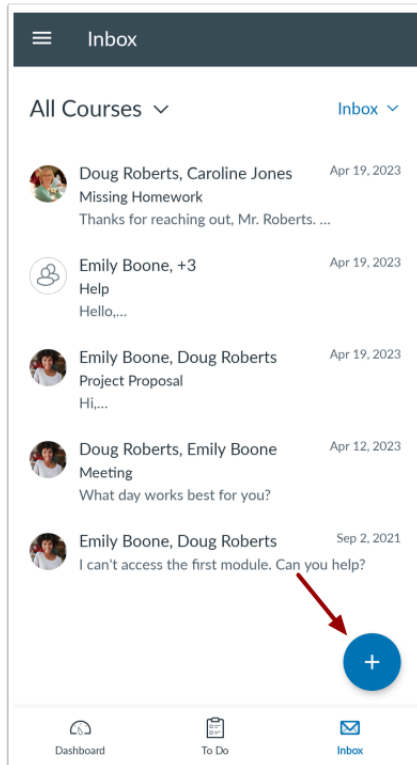 Inbox
All Courses
Inbox
Doug Roberts, Caroline Jones
Apr 19, 2023
Missing Homework
Thanks for reaching out, Mr. Roberts. ...
Emily Boone, +3
Apr 19, 2023
Help
Hello,...
Emily Boone, Doug Roberts
Apr 19, 2023
Project Proposal
Hi,...
Doug Roberts, Emily Boone
Apr 12, 2023
Meeting
What day works best for you?
Emily Boone, Doug Roberts
Sep 2, 2021
I can't access the first module. Can you help?
+
Dashboard
To Do
Inbox